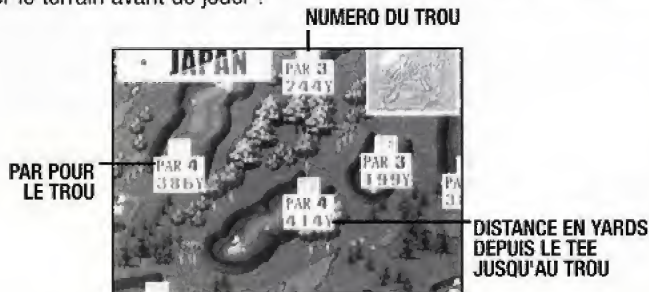 r le terrain avant de jouer !
NUMERO DU TROU
JAPAN
PAR 3
244Y
PAR POUR
LE TROU
PAR 4
386Y
PAR 3
199Y
PAR 4
414Y
DISTANCE EN YARDS
DEPUIS LE TEE
JUSQU'AU TROU